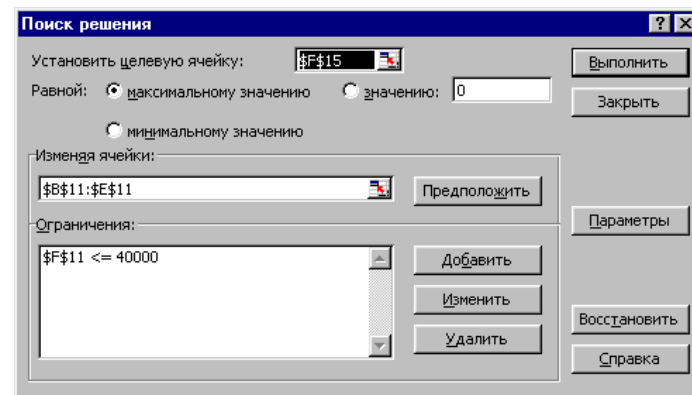 Поиск решения
Установить целевую ячейку: $F$15 Выполнить
Равной: максимальному значению значению: 0 Закрыть
минимальному значению
Изменяя ячейки:
$B$11:$E$11 Предположить
Ограничения: Параметры
$F$11 <= 40000 Добавить
Изменить
Восстановить
Удалить
Справка